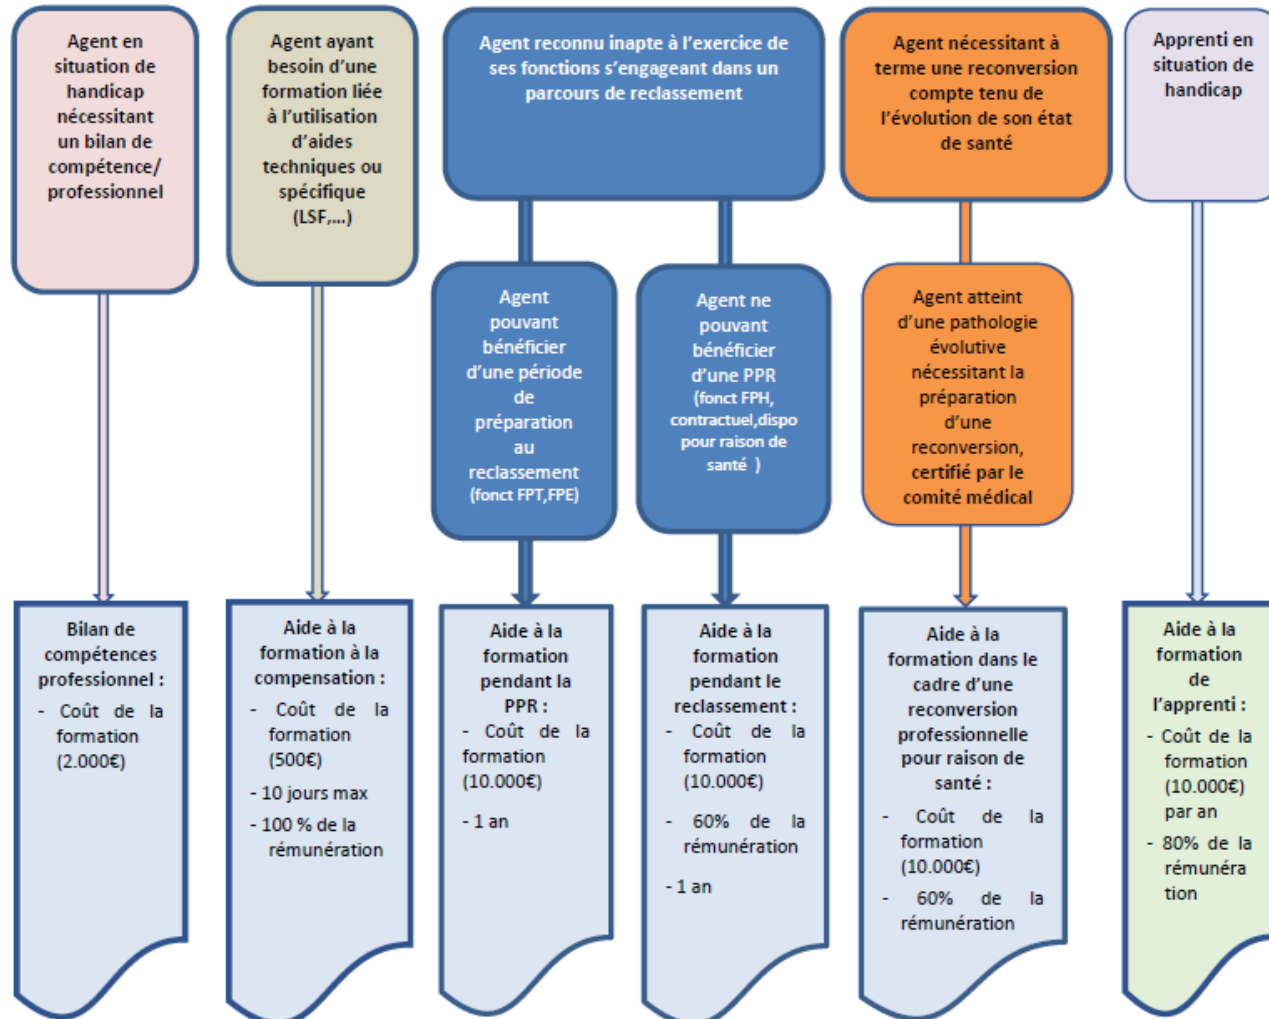 Agent en
situation de
handicap
nécessitant
un bilan de
compétence/
professionnel
Agent ayant
besoin d'une
formation liée
à l'utilisation
d'aides
techniques ou
spécifique
(LSF,...)
Agent reconnu inapte à l'exercice de
ses fonctions s'engageant dans un
parcours de reclassement
Agent nécessitant à
terme une reconversion
compte tenu de
l'évolution de son état
de santé
Apprenti en
situation de
handicap
Agent
pouvant
bénéficier
d'une période
de
préparation
au
reclassement
(fonct FPT,FPE)
Agent ne
pouvant
bénéficier
d'une PPR
(fonct FPH,
contractuel,dispo
pour raison de
santé )
Agent atteint
d'une pathologie
évolutive
nécessitant la
préparation
d'une
reconversion,
certifié par le
comité médical
Bilan de
compétences
professionnel :
- Coût de la
formation
(2.000€)
Aide à la
formation à la
compensation :
- Coût de la
formation
(500€)
- 10 jours max
- 100 % de la
rémunération
Aide à la
formation
pendant la
PPR :
- Coût de la
formation
(10.000€)
- 1 an
Aide à la
formation
pendant le
reclassement :
- Coût de la
formation
(10.000€)
- 60% de la
rémunération
- 1 an
Aide à la
formation dans le
cadre d'une
reconversion
professionnelle
pour raison de
santé :
- Coût de la
formation
(10.000€)
- 60% de la
rémunération
Aide à la
formation
de
l'apprenti :
- Coût de la
formation
(10.000€)
par an
- 80% de la
rémunéra
tion